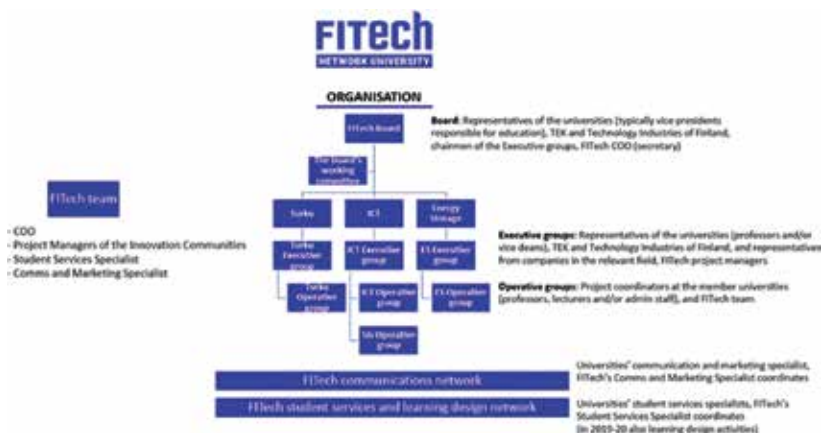 FITech
NETWORK UNIVERSITY
ORGANISATION
FITech Board
Board: Representatives of the universities (typically vice presidents
responsible for education), TEK and Technology Industries of Finland,
chairmen of the Executive groups, FITech COO (secretary)
The Board's
working
committee
FITech team
- COO
- Project Managers of the Innovation Communities
- Student Services Specialist
- Comms and Marketing Specialist
Turku
ICT
Energy
Storage
Turku
Executive
group
ICT Executive
group
ES Executive
group
Executive groups: Representatives of the universities (professors and/or
vice deans), TEK and Technology Industries of Finland, and representatives
from companies in the relevant field, FITech project managers
Turku
Operative
group
ICT Operative
group
ES Operative
group
Operative groups: Project coordinators at the member universities
(professors, lecturers and/or admin staff), and FITech team
5G Operative
group
FITech communications network
Universities' communication and marketing specialist,
FITech's Comms and Marketing Specialist coordinates
FITech student services and learning design network
Universities' student services specialists, FITech's
Student Services Specialist coordinates
(in 2019-20 also learning design activities)